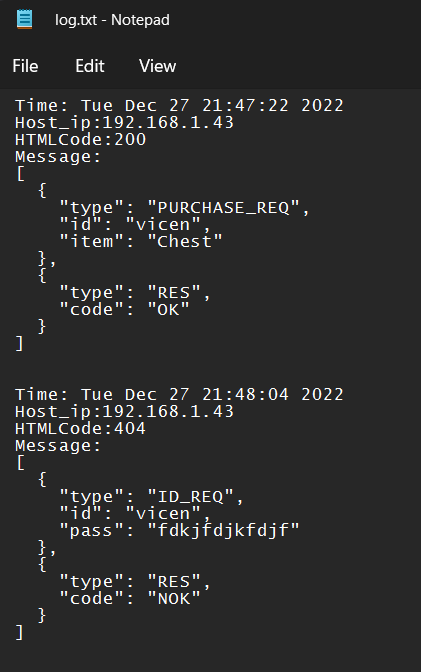 log.txt - Notepad
File Edit View
Time: Tue Dec 27 21:47:22 2022
Host_ip:192.168.1.43
HTMLCode:200
Message:
[
  {
    "type": "PURCHASE_REQ",
    "id": "vicen",
    "item": "Chest"
  },
  {
    "type": "RES",
    "code": "OK"
  }
]
Time: Tue Dec 27 21:48:04 2022
Host_ip:192.168.1.43
HTMLCode:404
Message:
[
  {
    "type": "ID_REQ",
    "id": "vicen",
    "pass": "fdkjfdjkfdjf"
  },
  {
    "type": "RES",
    "code": "NOK"
  }
]